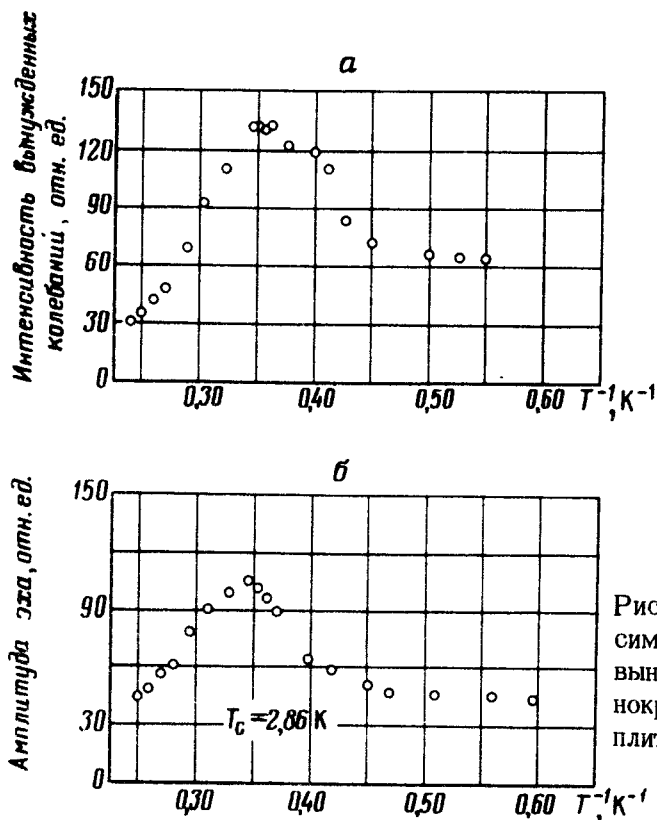 а
Интенсивность вынужденных
колебаний, отн. ед.
150
120
90
60
30
0
0,30 0,40 0,50 0,60 T⁻¹, К⁻¹
б
Амплитуда эха, отн. ед.
150
90
30
0
T_c = 2,86 К
0,30 0,40 0,50 0,60 T⁻¹, К⁻¹
Рис
сим
вын
нокр
плит